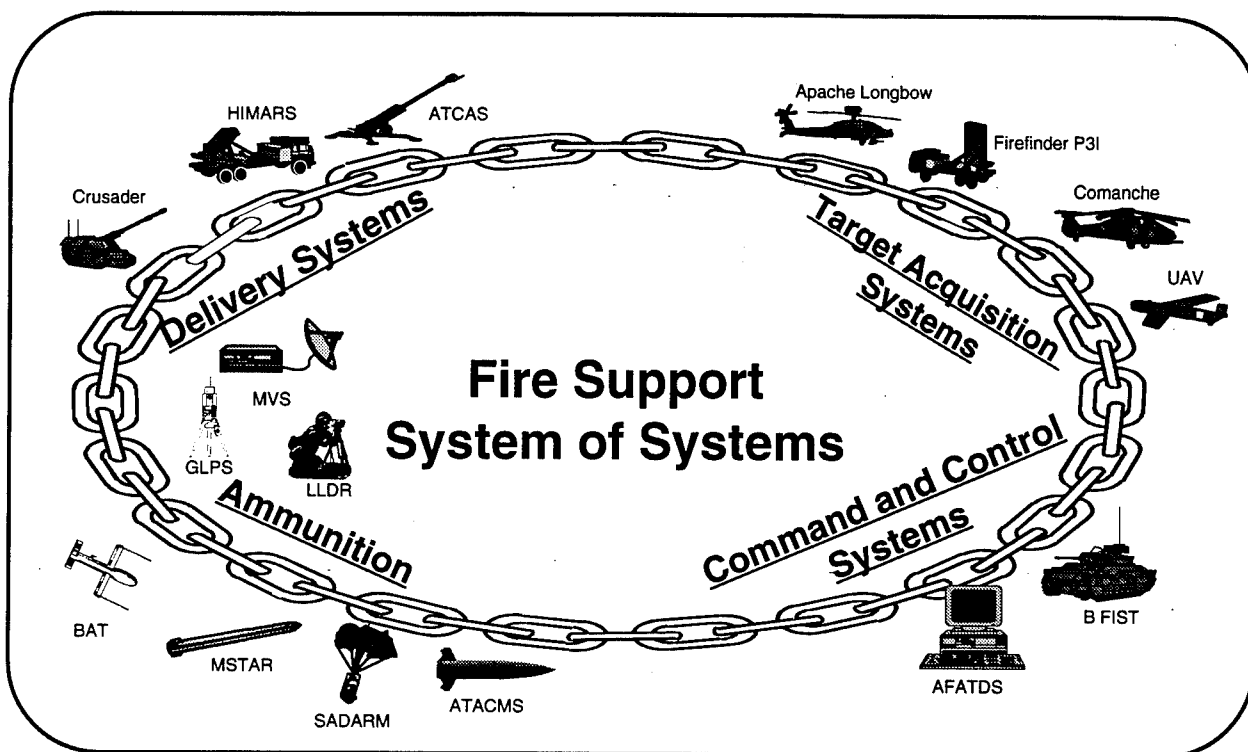 HIMARS
ATCAS
Crusader
Delivery Systems
Apache Longbow
Firefinder P3I
Comanche
UAV
Target Acquisition
Systems
MVS
GLPS
LLDR
Fire Support
System of Systems
Ammunition
BAT
MSTAR
SADARM
ATACMS
Command and Control
Systems
B FIST
AFATDS